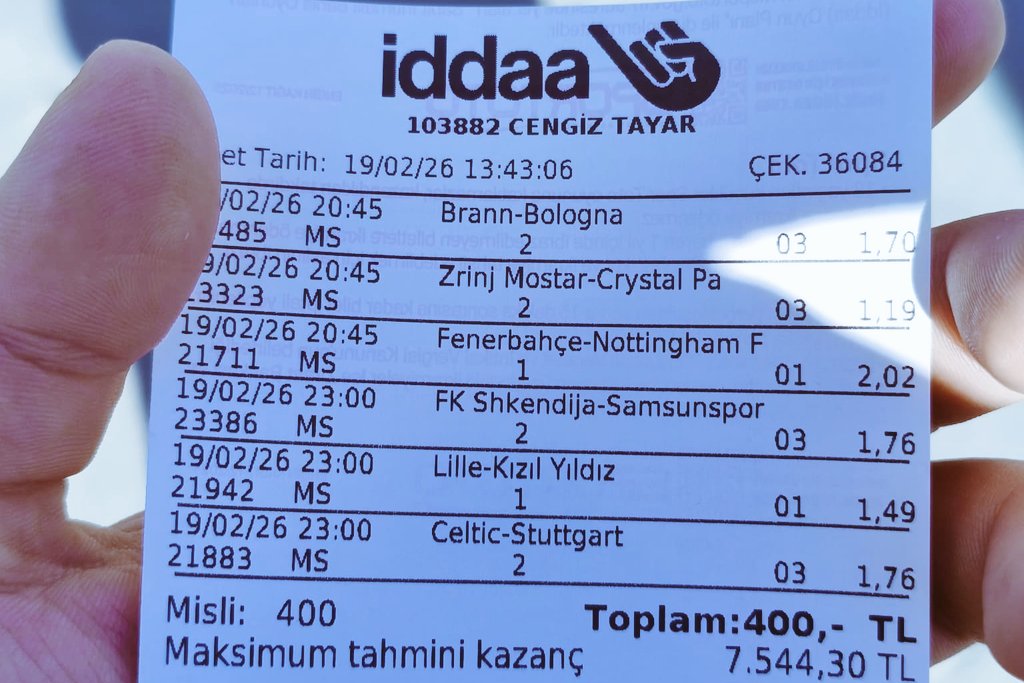 iddaa
103882 CENGİZ TAYAR
et Tarih: 19/02/26 13:43:06 ÇEK. 36084
/02/26 20:45 Brann-Bologna
485 MS 2 03 1,70
9/02/26 20:45 Zrinj Mostar-Crystal Pa
23323 MS 2 03 1,19
19/02/26 20:45 Fenerbahçe-Nottingham F
21711 MS 1 01 2,02
19/02/26 23:00 FK Shkendija-Samsunspor
23386 MS 2 03 1,76
19/02/26 23:00 Lille-Kızıl Yıldız
21942 MS 1 01 1,49
19/02/26 23:00 Celtic-Stuttgart
21883 MS 2 03 1,76
Misli: 400 Toplam:400,- TL
Maksimum tahmini kazanç 7.544,30 TL